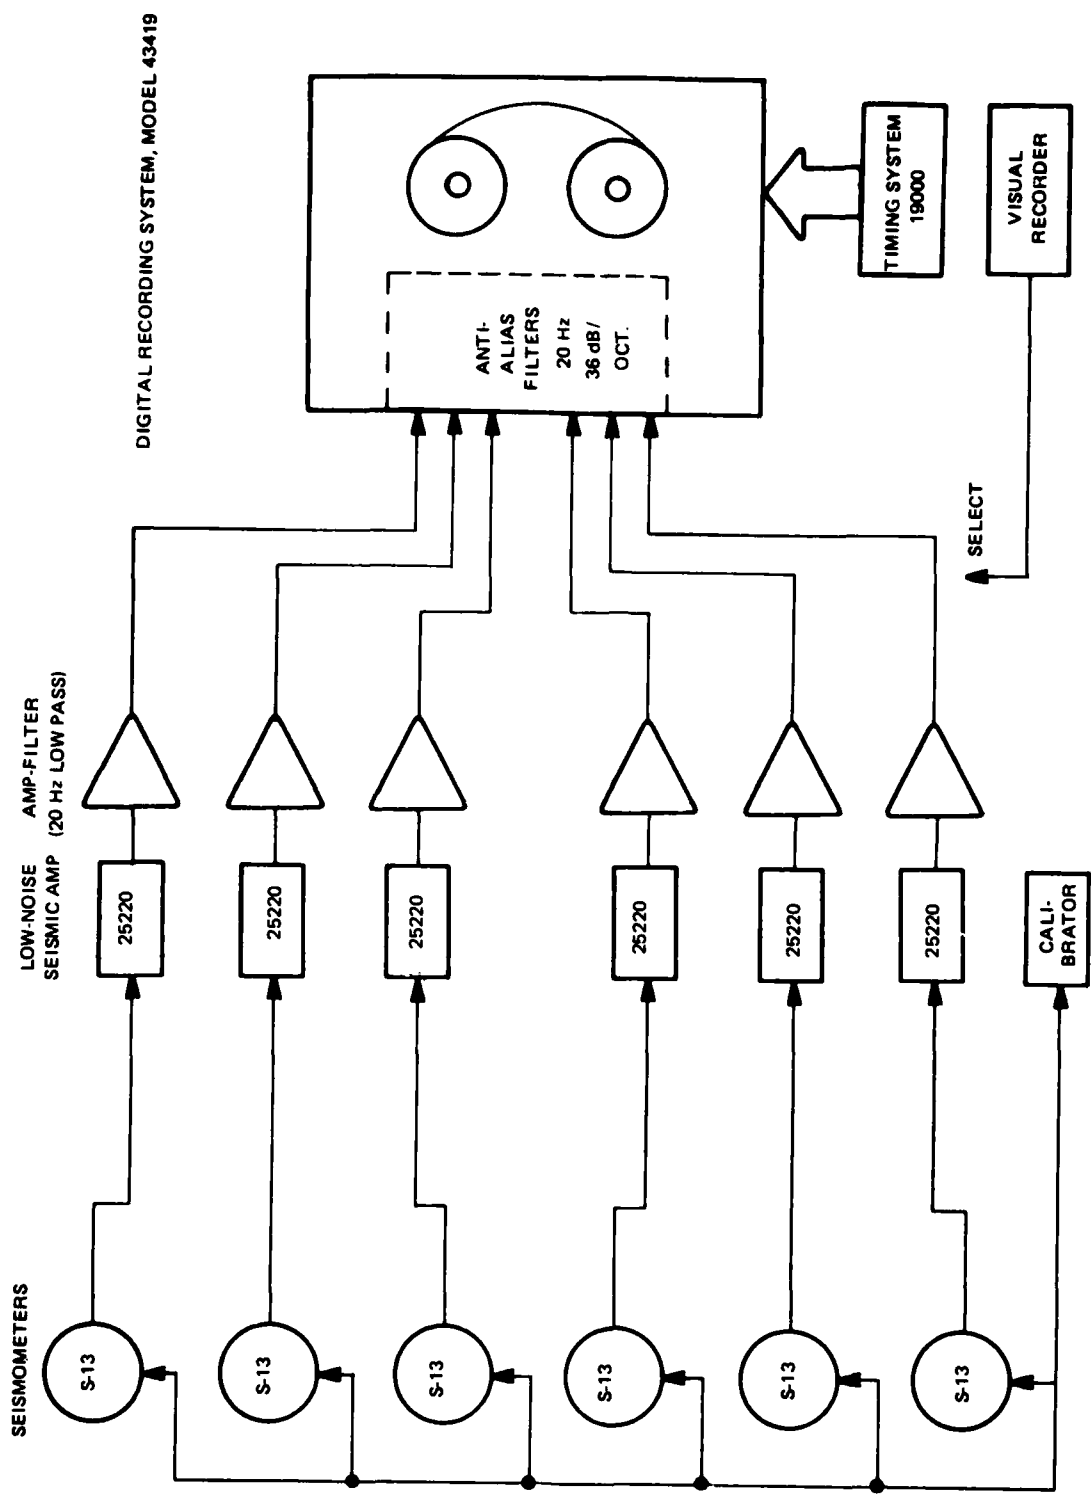 DIGITAL RECORDING SYSTEM, MODEL 43419
SEISMOMETERS
LOW-NOISE
SEISMIC AMP
AMP-FILTER
(20 Hz LOW PASS)
S-13
25220
S-13
25220
S-13
25220
S-13
25220
S-13
25220
S-13
25220
CALI-
BRATOR
ANTI-
ALIAS
FILTERS
20 Hz
36 dB/
OCT.
TIMING SYSTEM
19000
SELECT
VISUAL
RECORDER